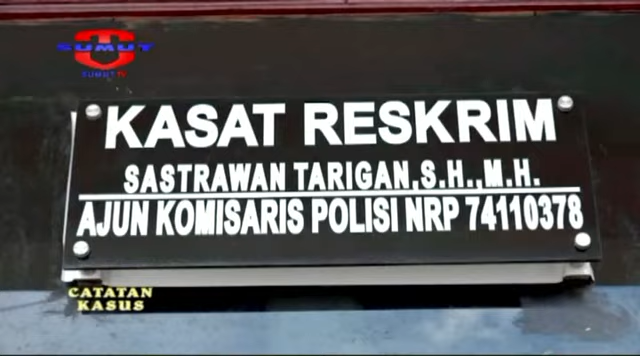 SUMUT
SUMUT TV
KASAT RESKRIM
SASTRAWAN TARIGAN,S.H.,M.H.
AJUN KOMISARIS POLISI NRP 74110378
CATATAN
KASUS